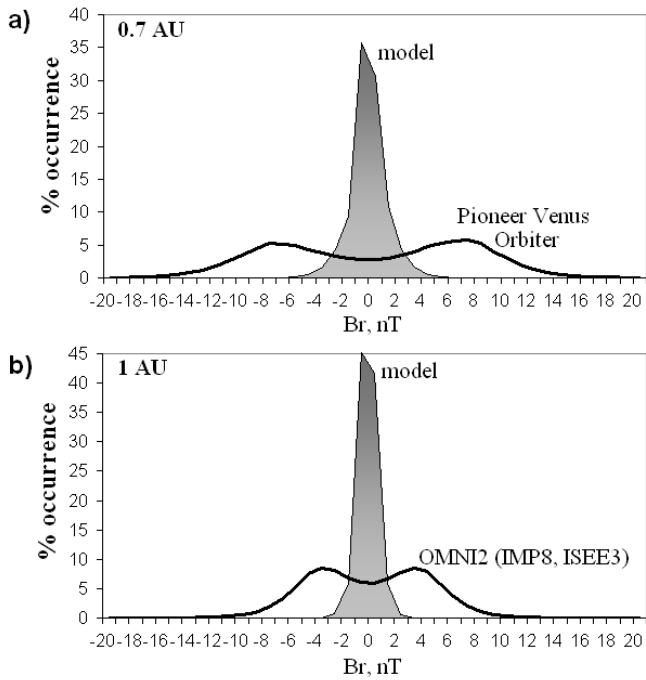 a)
0.7 AU
model
Pioneer Venus
Orbiter
% occurrence
40
35
30
25
20
15
10
5
0
-20 -18 -16 -14 -12 -10 -8 -6 -4 -2 0 2 4 6 8 10 12 14 16 18 20
Br, nT
b)
1 AU
model
OMNI2 (IMP8, ISEE3)
% occurrence
45
40
35
30
25
20
15
10
5
0
-20 -18 -16 -14 -12 -10 -8 -6 -4 -2 0 2 4 6 8 10 12 14 16 18 20
Br, nT